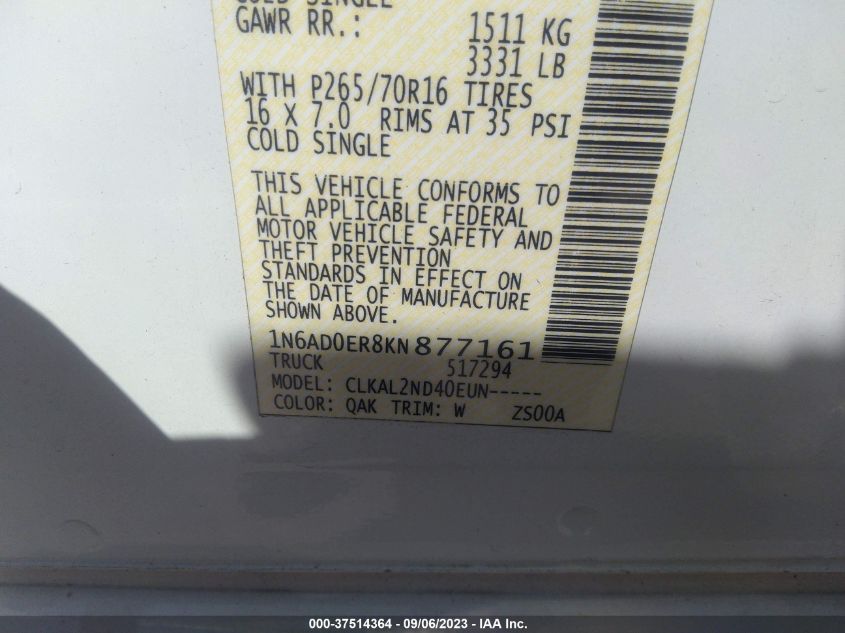 COLD SINGLE
GAWR RR.: 1511 KG
3331 LB
WITH P265/70R16 TIRES
16 X 7.0 RIMS AT 35 PSI
COLD SINGLE
THIS VEHICLE CONFORMS TO
ALL APPLICABLE FEDERAL
MOTOR VEHICLE SAFETY AND
THEFT PREVENTION
STANDARDS IN EFFECT ON
THE DATE OF MANUFACTURE
SHOWN ABOVE.
1N6AD0ER8KN877161
TRUCK 517294
MODEL: CLKAL2ND40EUN-----
COLOR: QAK TRIM: W ZS00A
000-37514364 - 09/06/2023 - IAA Inc.